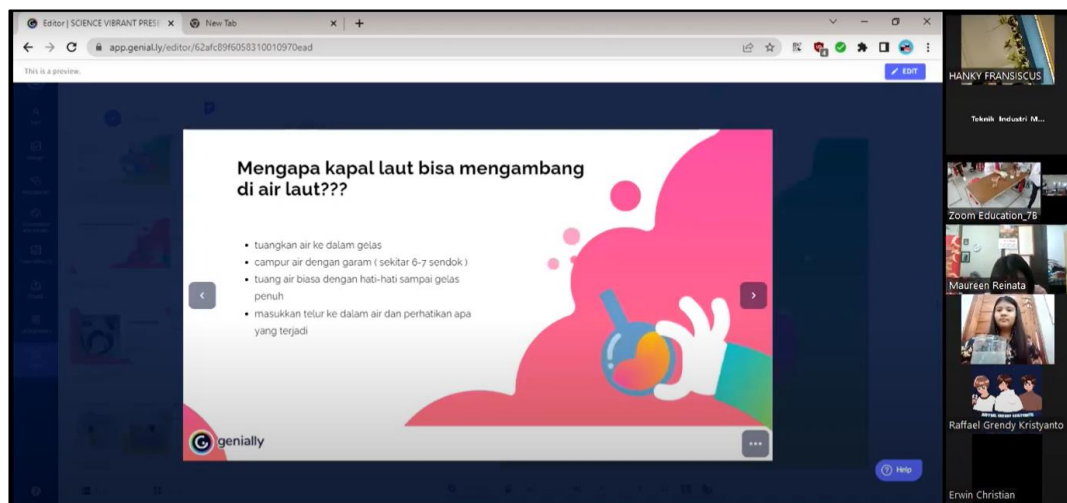 Editor | SCIENCE VIBRANT PRESE
New Tab
app.genial.ly/editor/62afc89f6058310010970ead
This is a preview.
EDIT
Mengapa kapal laut bisa mengambang
di air laut???
• tuangkan air ke dalam gelas
• campur air dengan garam ( sekitar 6-7 sendok )
• tuang air biasa dengan hati-hati sampai gelas
penuh
• masukkan telur ke dalam air dan perhatikan apa
yang terjadi
genially
Help
HANKY FRANSISCUS
Teknik Industri M...
Zoom Education_7B
Maureen Reinata
Raffael Grendy Kristyanto
Erwin Christian